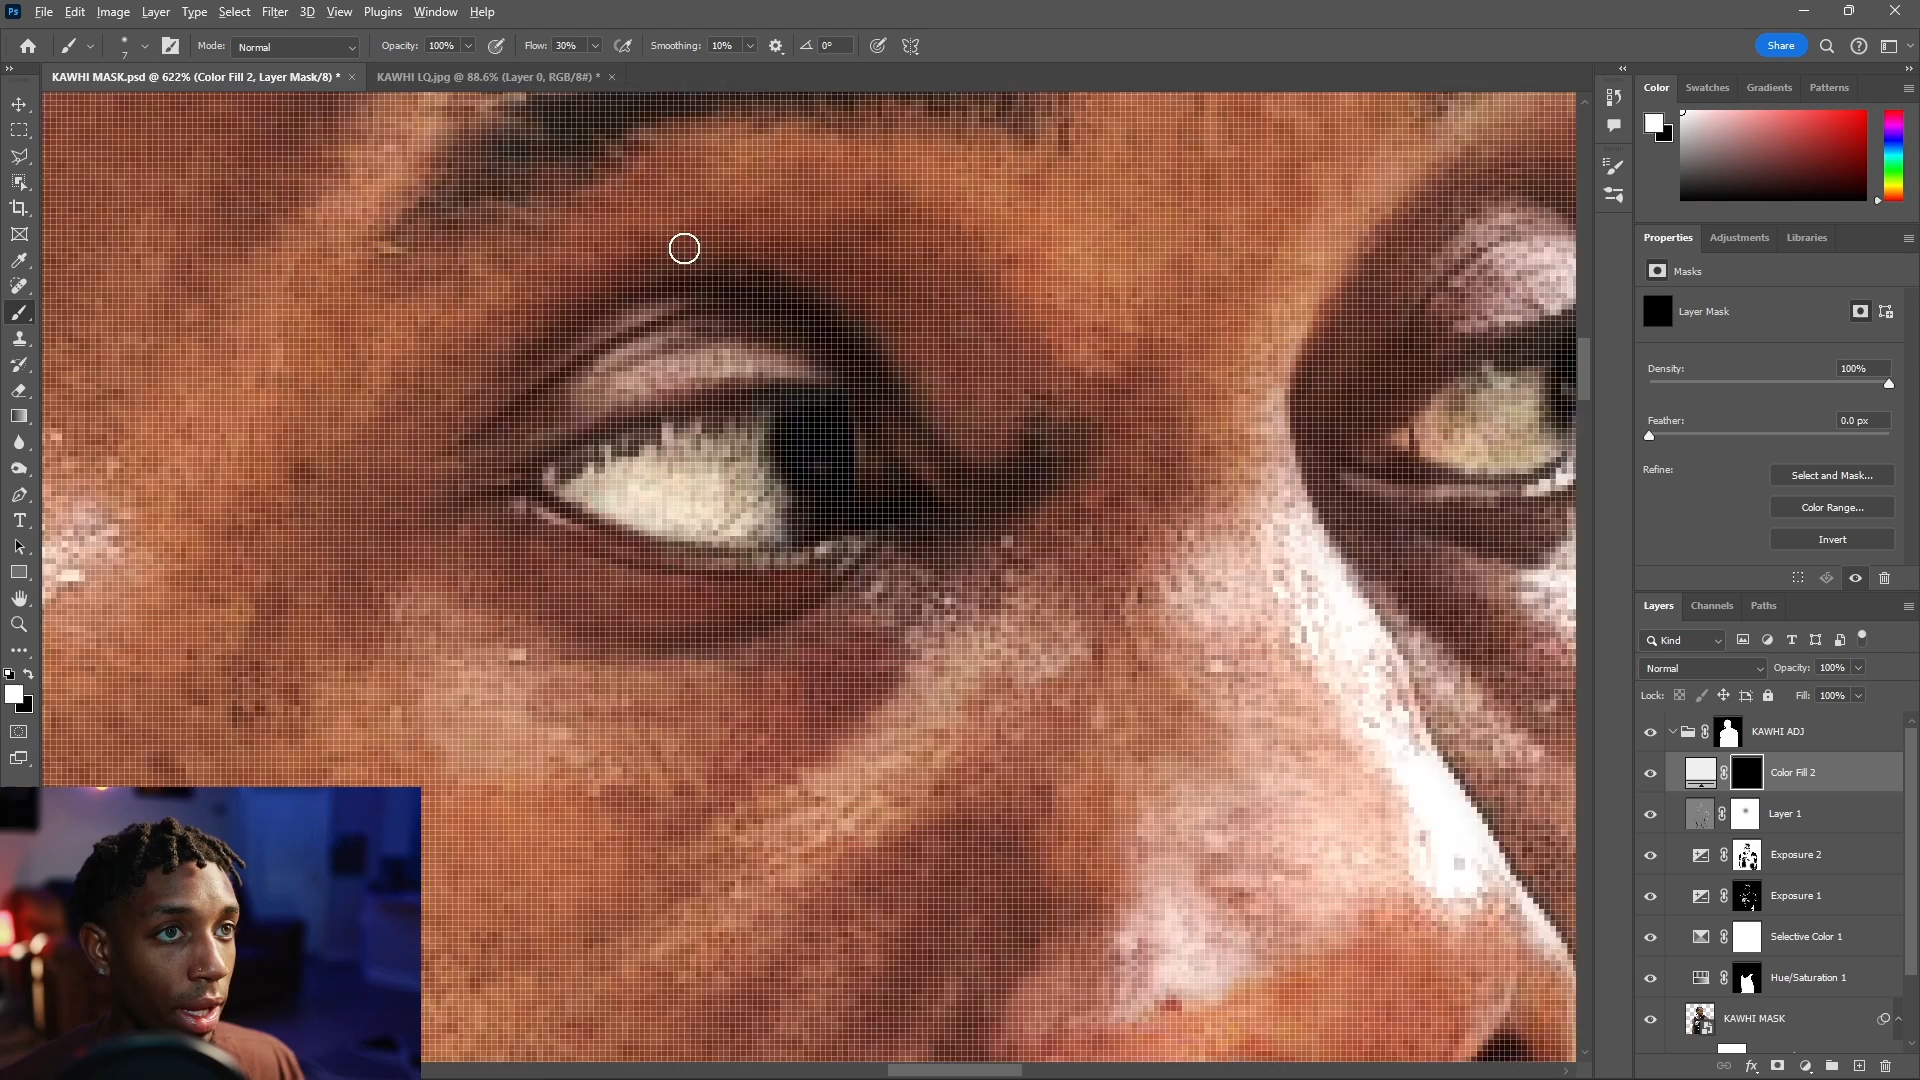 Ps File Edit Image Layer Type Select Filter 3D View Plugins Window Help
7 Mode: Normal Opacity: 100% Flow: 30% Smoothing: 10% 0° Share
KAWHI MASK.psd @ 622% (Color Fill 2, Layer Mask/8) * × KAWHI LQ.jpg @ 88.6% (Layer 0, RGB/8#) * ×
Color Swatches Gradients Patterns
Properties Adjustments Libraries
Masks
Layer Mask
Density: 100%
Feather: 0.0 px
Refine: Select and Mask...
Color Range...
Invert
Layers Channels Paths
Kind
Normal Opacity: 100%
Lock: Fill: 100%
KAWHI ADJ
Color Fill 2
Layer 1
Exposure 2
Exposure 1
Selective Color 1
Hue/Saturation 1
KAWHI MASK
fx